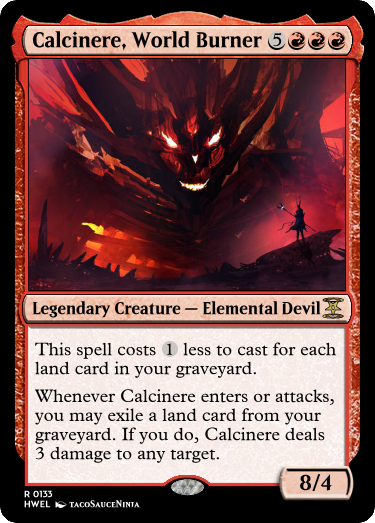 Calcinere, World Burner 5
Legendary Creature — Elemental Devil
This spell costs 1 less to cast for each
land card in your graveyard.
Whenever Calcinere enters or attacks,
you may exile a land card from your
graveyard. If you do, Calcinere deals
3 damage to any target.
8/4
R 0133
HWEL TacoSauceNinja